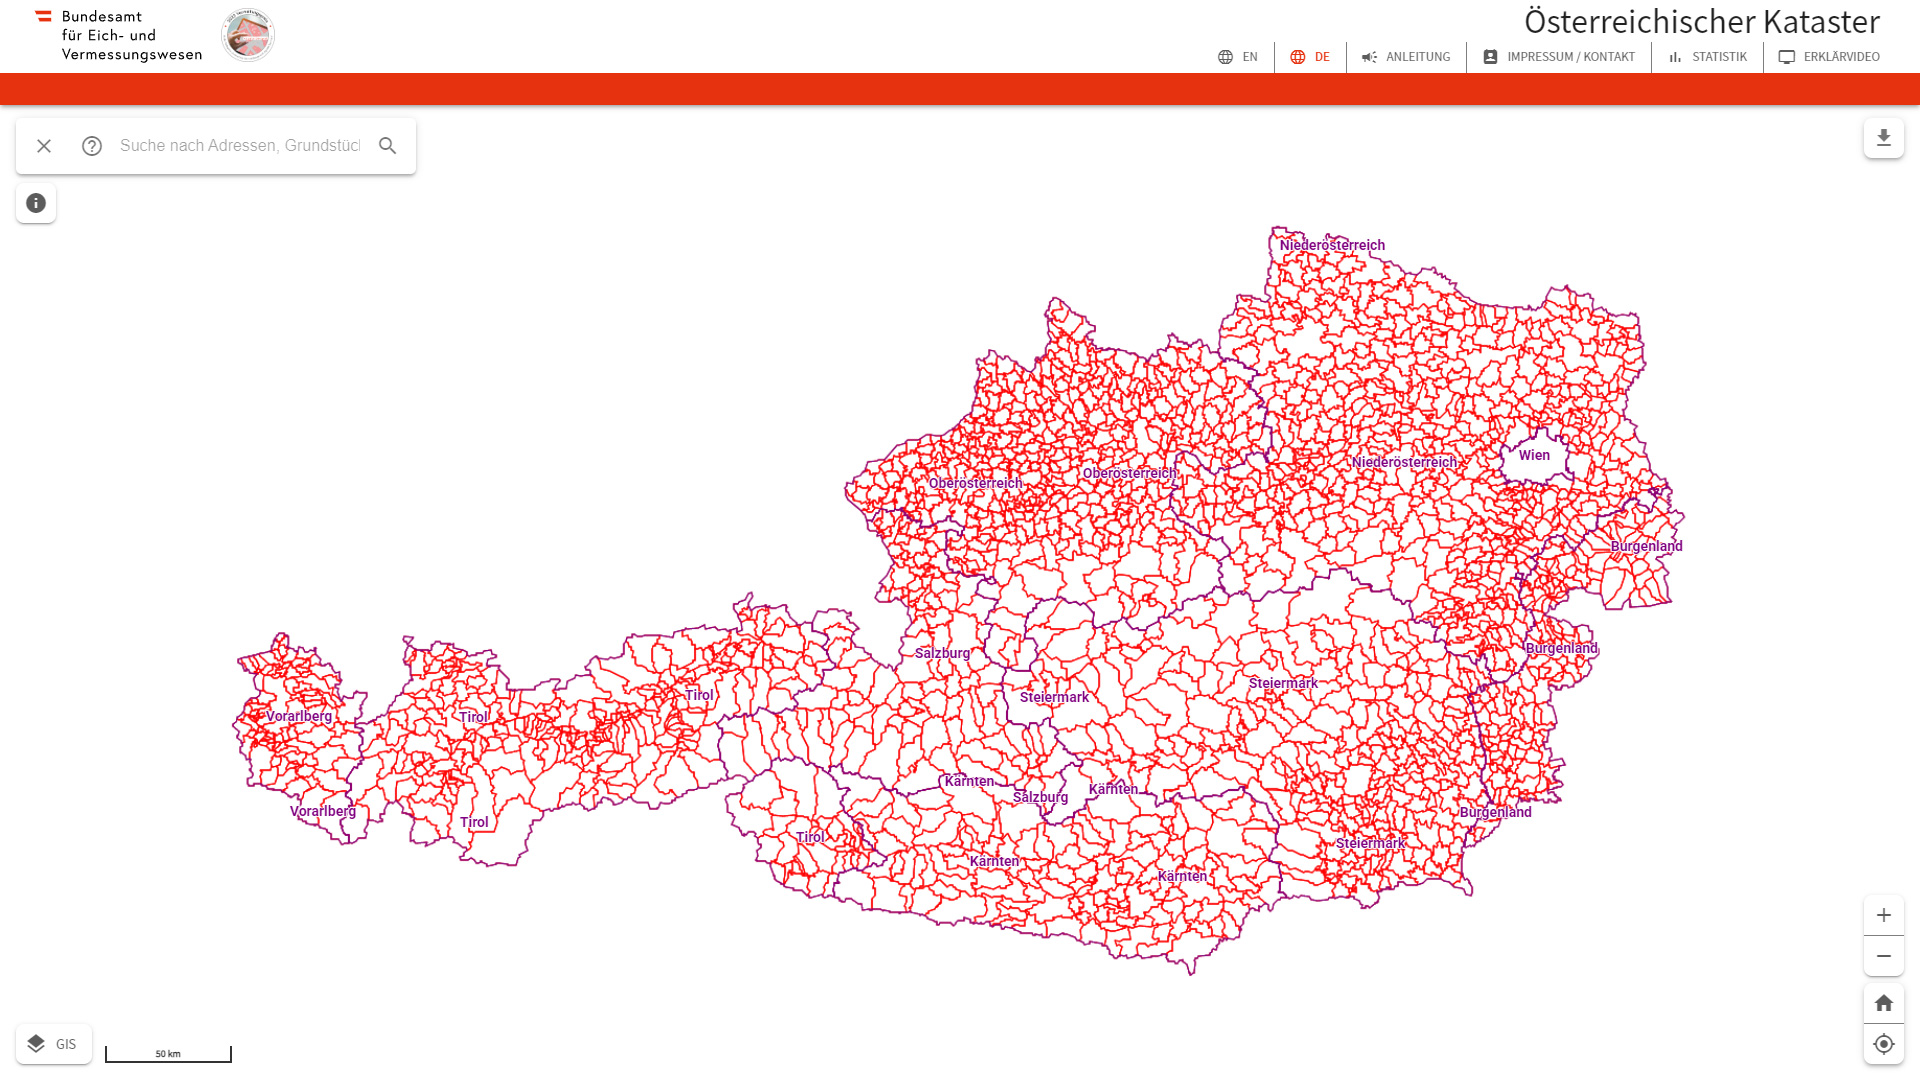 Bundesamt
für Eich- und
Vermessungswesen
Österreichischer Kataster
EN
DE
ANLEITUNG
IMPRESSUM / KONTAKT
STATISTIK
ERKLÄRVIDEO
Suche nach Adressen, Grundstüc
Niederösterreich
Wien
Niederösterreich
Oberösterreich
Oberösterreich
Burgenland
Burgenland
Salzburg
Steiermark
Steiermark
Tirol
Vorarlberg
Tirol
Kärnten
Kärnten
Salzburg
Vorarlberg
Tirol
Burgenland
Tirol
Steiermark
Kärnten
Kärnten
GIS
50 km